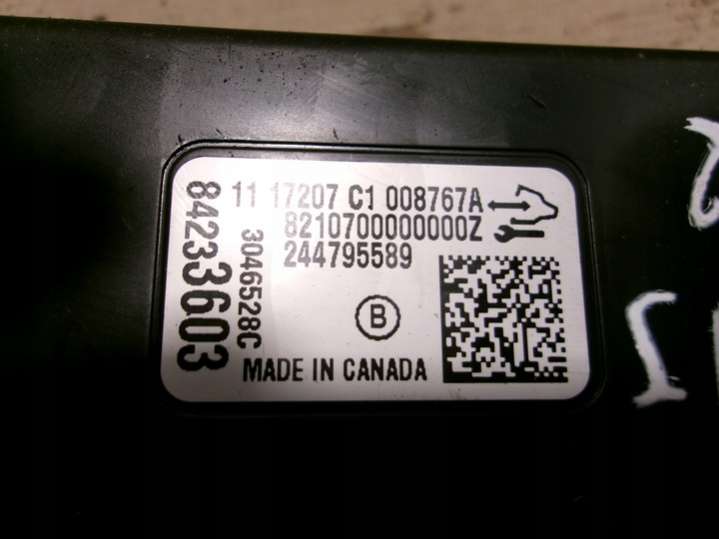 11 17207 C1 008767A
8210700000000Z
244795589
B
MADE IN CANADA
84233603
30465528C